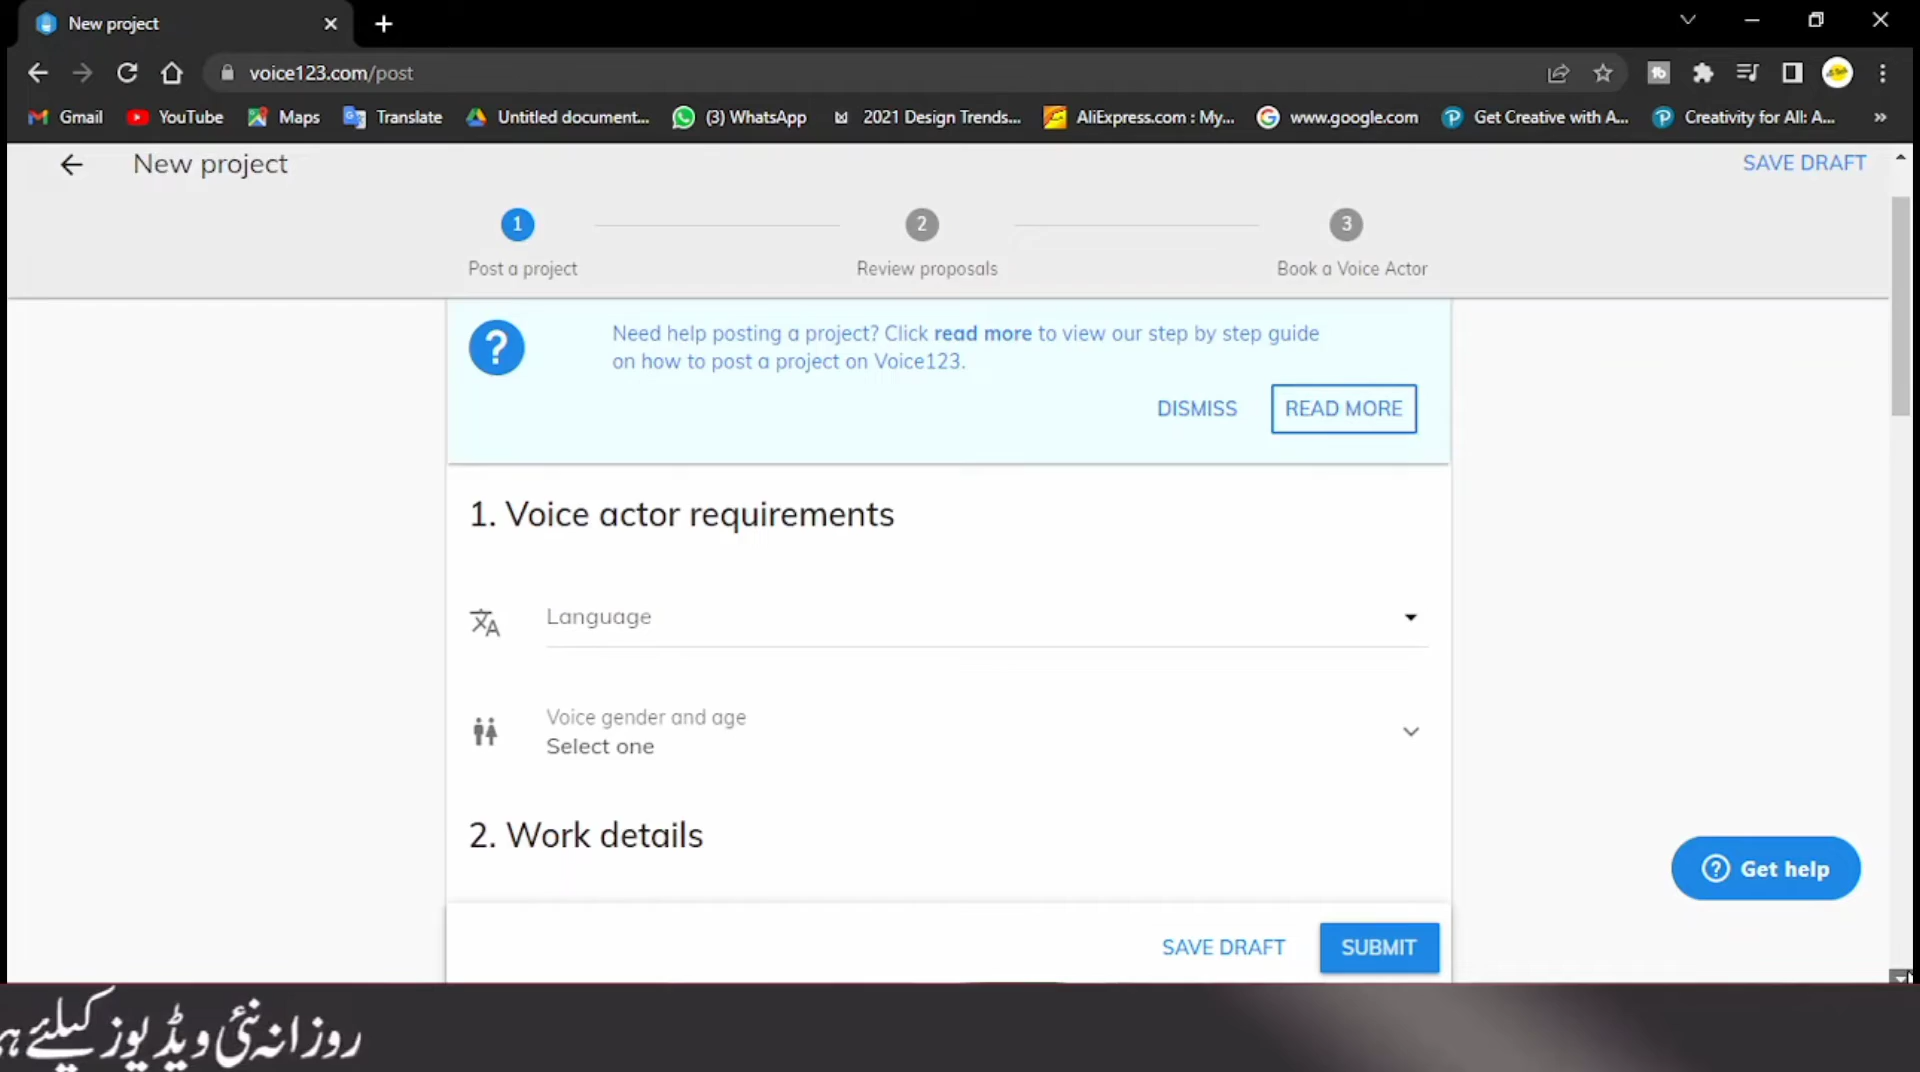 New project
voice123.com/post
Gmail
YouTube
Maps
Translate
Untitled document...
(3) WhatsApp
2021 Design Trends...
AliExpress.com : My...
www.google.com
Get Creative with A...
Creativity for All: A...
New project
SAVE DRAFT
1
2
3
Post a project
Review proposals
Book a Voice Actor
Need help posting a project? Click read more to view our step by step guide
on how to post a project on Voice123.
DISMISS
READ MORE
1. Voice actor requirements
Language
Voice gender and age
Select one
2. Work details
Get help
SAVE DRAFT
SUBMIT
روزانہ نئی ویڈیوز کیلئے